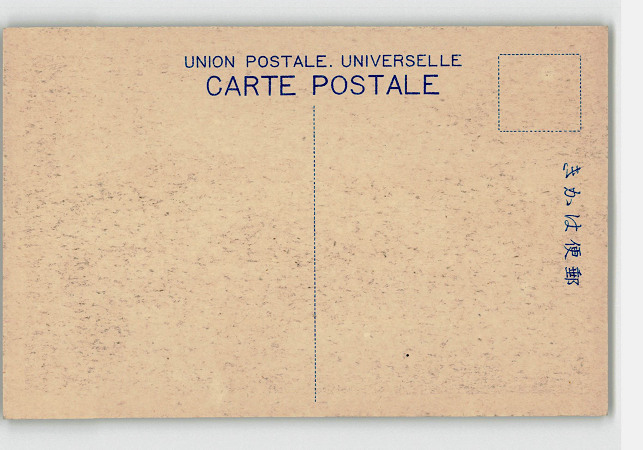 UNION POSTALE. UNIVERSELLE
CARTE POSTALE
きかは便郵